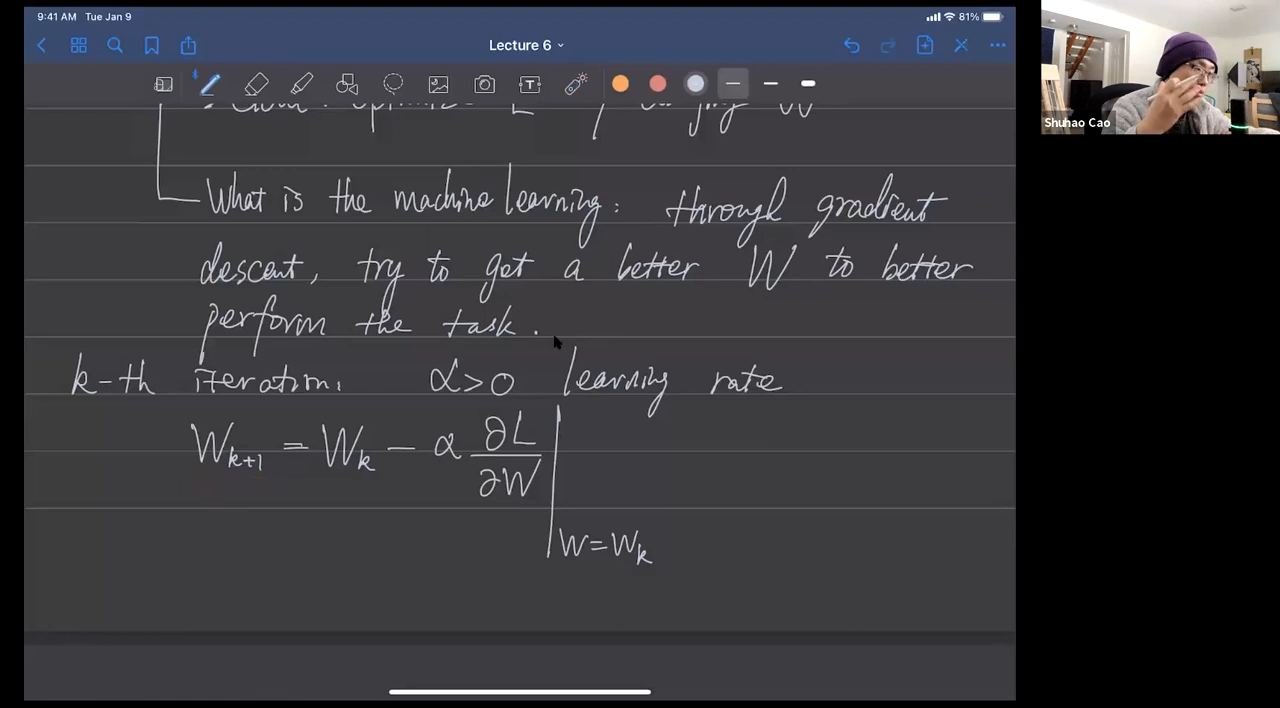 9:41 AM Tue Jan 9
81%
Lecture 6
Shuhao Cao
What is the machine learning: through gradient
descent, try to get a better W to better
perform the task.
k-th iteration: α>0 learning rate
W_{k+1} = W_k - α ∂L/∂W |_{W=W_k}